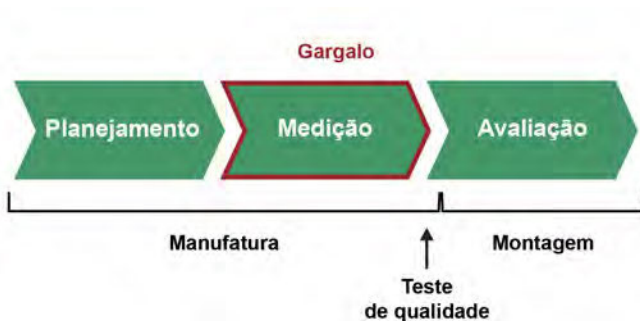 Gargalo
Planejamento
Medição
Avaliação
Manufatura
Montagem
Teste
de qualidade